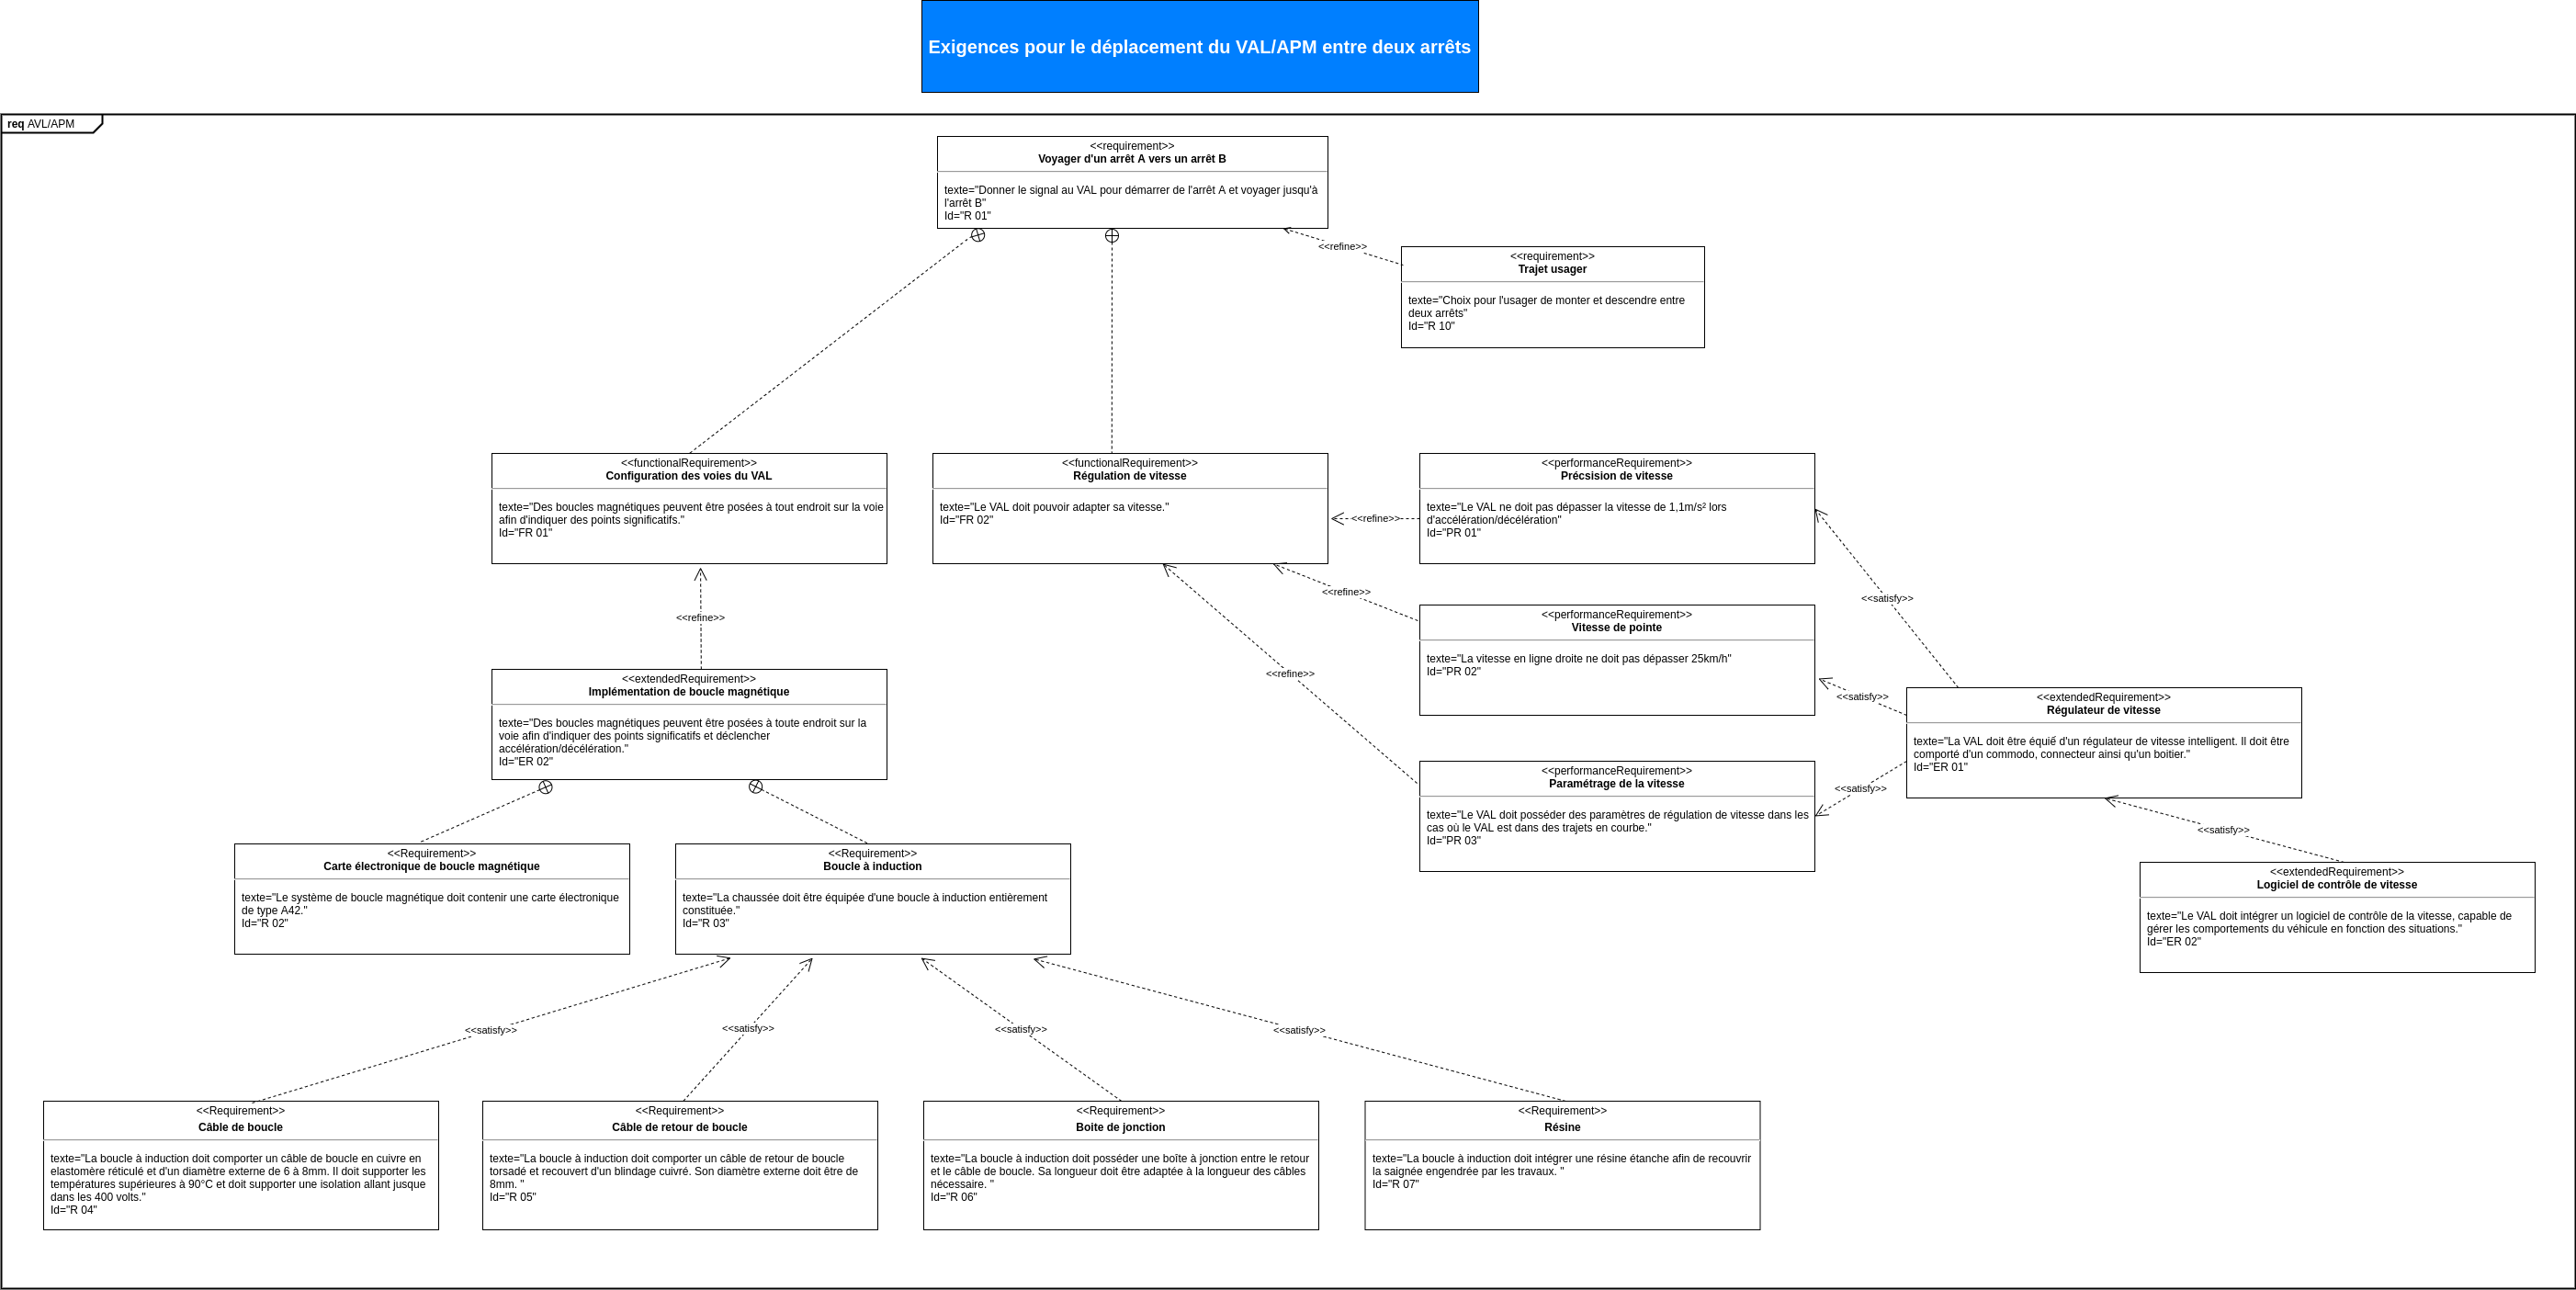 Exigences pour le déplacement du VAL/APM entre deux arrêts
req AVL/APM
<<requirement>>
Voyager d'un arrêt A vers un arrêt B
texte="Donner le signal au VAL pour démarrer de l'arrêt A et voyager jusqu'à
l'arrêt B"
Id="R 01"
<<refine>>
<<requirement>>
Trajet usager
texte="Choix pour l'usager de monter et descendre entre
deux arrêts"
Id="R 10"
<<functionalRequirement>>
Configuration des voies du VAL
texte="Des boucles magnétiques peuvent être posées à tout endroit sur la voie
afin d'indiquer des points significatifs."
Id="FR 01"
<<functionalRequirement>>
Régulation de vitesse
texte="Le VAL doit pouvoir adapter sa vitesse."
Id="FR 02"
<<refine>>
<<performanceRequirement>>
Précsision de vitesse
texte="Le VAL ne doit pas dépasser la vitesse de 1,1m/s² lors
d'accélération/décélération"
Id="PR 01"
<<refine>>
<<satisfy>>
<<refine>>
<<performanceRequirement>>
Vitesse de pointe
texte="La vitesse en ligne droite ne doit pas dépasser 25km/h"
Id="PR 02"
<<refine>>
<<satisfy>>
<<extendedRequirement>>
Implémentation de boucle magnétique
texte="Des boucles magnétiques peuvent être posées à toute endroit sur la
voie afin d'indiquer des points significatifs et déclencher
accélération/décélération."
Id="ER 02"
<<extendedRequirement>>
Régulateur de vitesse
texte="La VAL doit être équié d'un régulateur de vitesse intelligent. Il doit être
comporté d'un commodo, connecteur ainsi qu'un boitier."
Id="ER 01"
<<performanceRequirement>>
Paramétrage de la vitesse
texte="Le VAL doit posséder des paramètres de régulation de vitesse dans les
cas où le VAL est dans des trajets en courbe."
Id="PR 03"
<<satisfy>>
<<satisfy>>
<<Requirement>>
Carte électronique de boucle magnétique
texte="Le système de boucle magnétique doit contenir une carte électronique
de type A42."
Id="R 02"
<<Requirement>>
Boucle à induction
texte="La chaussée doit être équipée d'une boucle à induction entièrement
constituée."
Id="R 03"
<<extendedRequirement>>
Logiciel de contrôle de vitesse
texte="Le VAL doit intégrer un logiciel de contrôle de la vitesse, capable de
gérer les comportements du véhicule en fonction des situations."
Id="ER 02"
<<satisfy>>
<<satisfy>>
<<satisfy>>
<<satisfy>>
<<Requirement>>
Câble de boucle
texte="La boucle à induction doit comporter un câble de boucle en cuivre en
elastomère réticulé et d'un diamètre externe de 6 à 8mm. Il doit supporter les
températures supérieures à 90°C et doit supporter une isolation allant jusque
dans les 400 volts."
Id="R 04"
<<Requirement>>
Câble de retour de boucle
texte="La boucle à induction doit comporter un câble de retour de boucle
torsadé et recouvert d'un blindage cuivré. Son diamètre externe doit être de
8mm. "
Id="R 05"
<<Requirement>>
Boite de jonction
texte="La boucle à induction doit posséder une boîte à jonction entre le retour
et le câble de boucle. Sa longueur doit être adaptée à la longueur des câbles
nécessaire. "
Id="R 06"
<<Requirement>>
Résine
texte="La boucle à induction doit intégrer une résine étanche afin de recouvrir
la saignée engendrée par les travaux. "
Id="R 07"